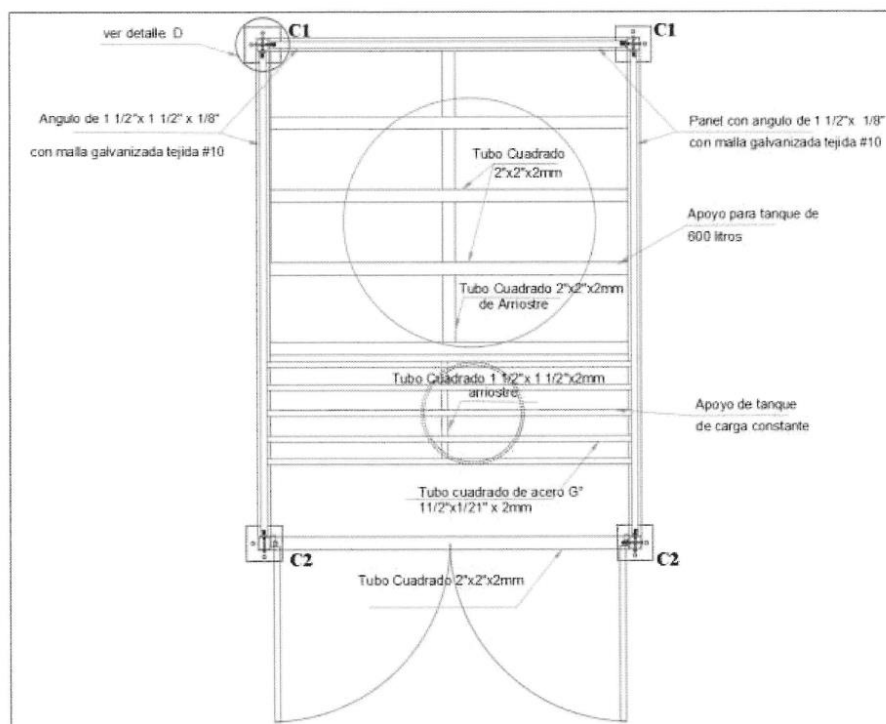 ver detalle D
C1
C1
Angulo de 1 1/2"x 1 1/2" x 1/8"
con malla galvanizada tejida #10
Panel con angulo de 1 1/2"x 1/8"
con malla galvanizada tejida #10
Tubo Cuadrado
2"x2"x2mm
Apoyo para tanque de
600 litros
Tubo Cuadrado 2"x2"x2mm
de Arriostre
Tubo Cuadrado 1 1/2"x 1 1/2"x2mm
arriostre
Apoyo de tanque
de carga constante
Tubo cuadrado de acero G°
11/2"x1/21" x 2mm
C2
C2
Tubo Cuadrado 2"x2"x2mm